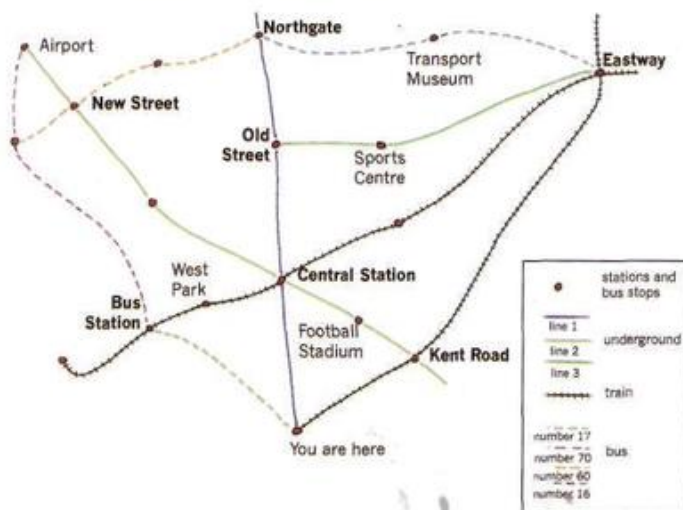 Northgate
Airport
Transport
Museum
Eastway
New Street
Old
Street
Sports
Centre
West
Park
Central Station
Bus
Station
Football
Stadium
Kent Road
You are here
stations and
bus stops
line 1
underground
line 2
line 3
train
number 17
bus
number 70
number 60
number 16